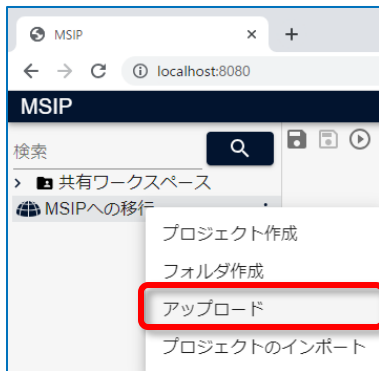 MSIP
localhost:8080
MSIP
検索
共有ワークスペース
MSIPへの移行
プロジェクト作成
フォルダ作成
アップロード
プロジェクトのインポート